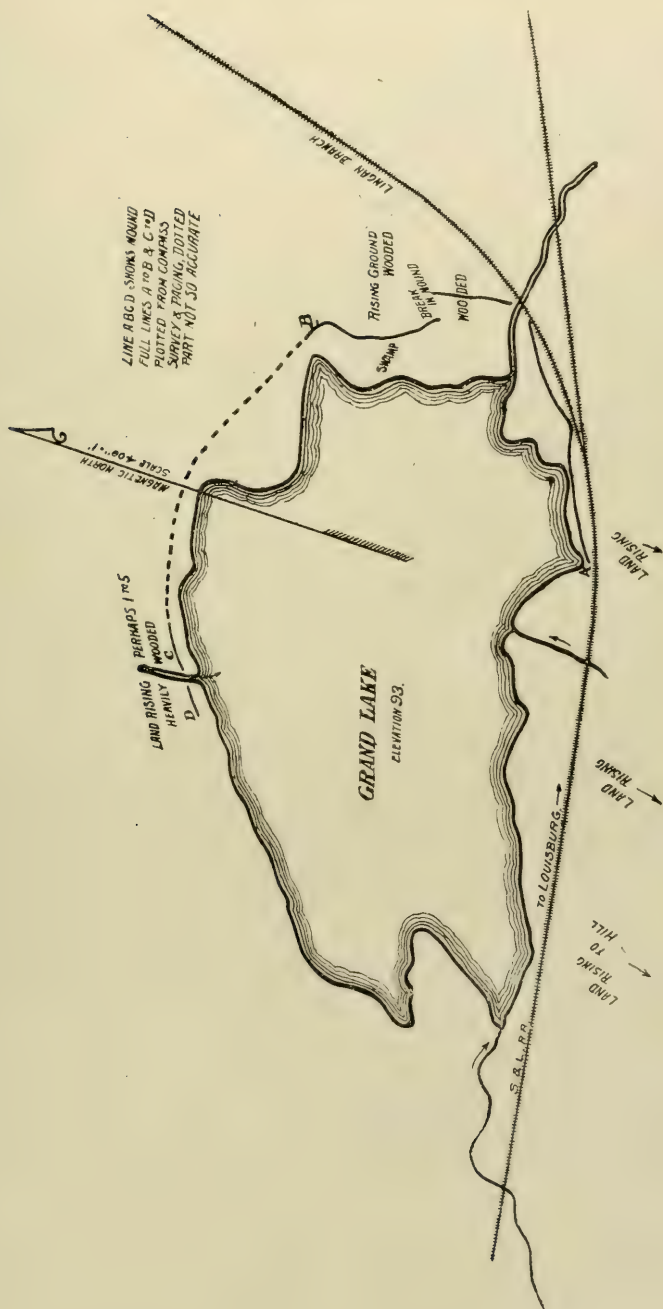 LINE A B C D SHOWS MOUND
FULL LINES A TO B & C TO D
PLOTTED FROM COMPASS
SURVEY & PACING, DOTTED
PART NOT SO ACCURATE
LINGAN BRANCH
MAGNETIC NORTH
SCALE 4000"=1'
RISING GROUND
WOODED
BREAK
IN MOUND
WOODED
SWAMP
B
LAND RISING PERHAPS 1 TO 5
HEAVILY WOODED
D
C
GRAND LAKE
ELEVATION 93.
A
LAND
RISING
LAND
RISING
LAND
RISING
TO
HILL
TO LOUISBURG.
S. & L. R.R.